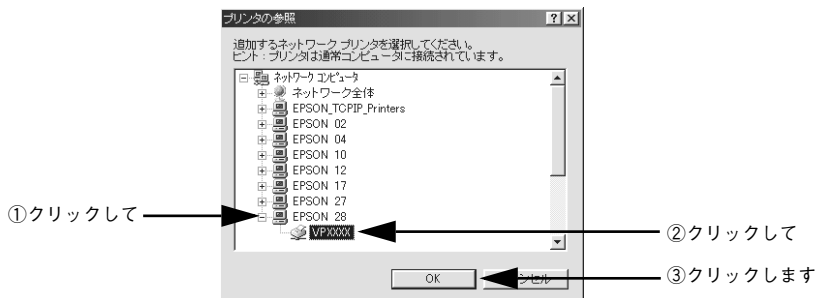 プリンタの参照
追加するネットワーク プリンタを選択してください。
ヒント : プリンタは通常コンピュータに接続されています。
ネットワーク コンピュータ
ネットワーク全体
EPSON_TCPIP_Printers
EPSON 02
EPSON 04
EPSON 10
EPSON 12
EPSON 17
EPSON 27
EPSON 28
VPXXXX
①クリックして
②クリックして
OK
③クリックします